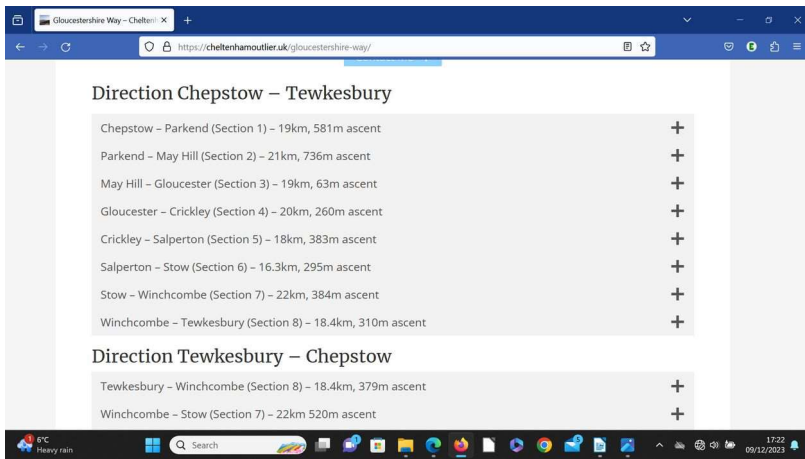 Gloucestershire Way – Chelten
https://cheltenhamoutlier.uk/gloucestershire-way/
Direction Chepstow – Tewkesbury
Chepstow – Parkend (Section 1) – 19km, 581m ascent
Parkend – May Hill (Section 2) – 21km, 736m ascent
May Hill – Gloucester (Section 3) – 19km, 63m ascent
Gloucester – Crickley (Section 4) – 20km, 260m ascent
Crickley – Salperton (Section 5) – 18km, 383m ascent
Salperton – Stow (Section 6) – 16.3km, 295m ascent
Stow – Winchcombe (Section 7) – 22km, 384m ascent
Winchcombe – Tewkesbury (Section 8) – 18.4km, 310m ascent
Direction Tewkesbury – Chepstow
Tewkesbury – Winchcombe (Section 8) – 18.4km, 379m ascent
Winchcombe – Stow (Section 7) – 22km 520m ascent
6°C
Heavy rain
Search
17:22
09/12/2023